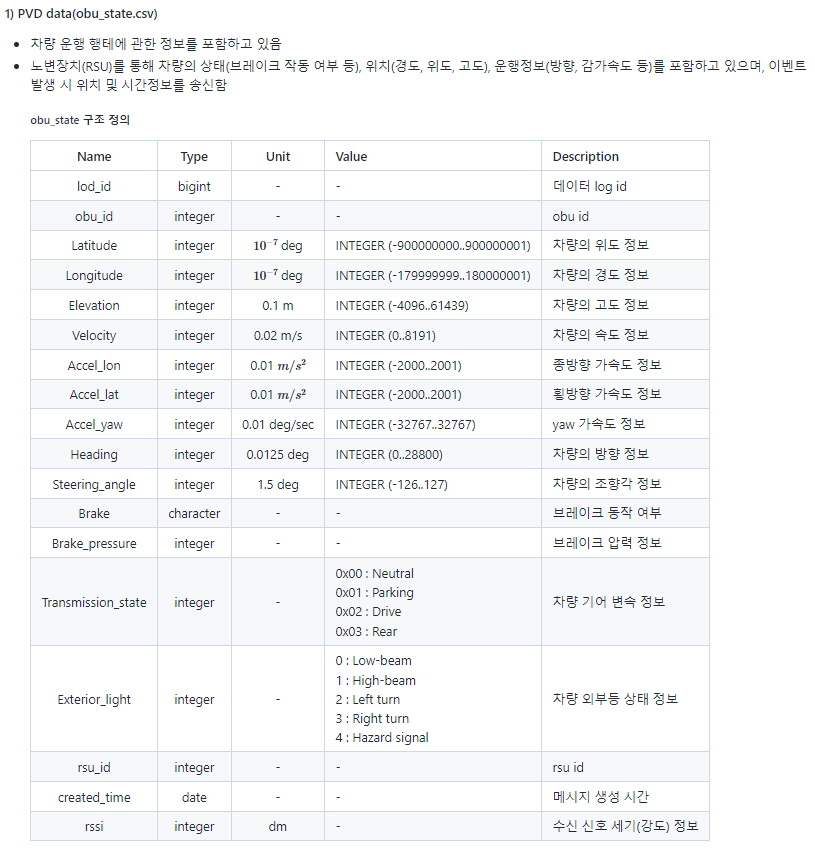 1) PVD data(obu_state.csv)
차량 운행 행테에 관한 정보를 포함하고 있음
노변장치(RSU)를 통해 차량의 상태(브레이크 작동 여부 등), 위치(경도, 위도, 고도), 운행정보(방향, 감가속도 등)를 포함하고 있으며, 이벤트
발생 시 위치 및 시간정보를 송신함
obu_state 구조 정의
Name Type Unit Value Description
lod_id bigint - - 데이터 log id
obu_id integer - - obu id
Latitude integer 10⁻⁷ deg INTEGER (-900000000..900000001) 차량의 위도 정보
Longitude integer 10⁻⁷ deg INTEGER (-179999999..180000001) 차량의 경도 정보
Elevation integer 0.1 m INTEGER (-4096..61439) 차량의 고도 정보
Velocity integer 0.02 m/s INTEGER (0..8191) 차량의 속도 정보
Accel_lon integer 0.01 m/s² INTEGER (-2000..2001) 종방향 가속도 정보
Accel_lat integer 0.01 m/s² INTEGER (-2000..2001) 횡방향 가속도 정보
Accel_yaw integer 0.01 deg/sec INTEGER (-32767..32767) yaw 가속도 정보
Heading integer 0.0125 deg INTEGER (0..28800) 차량의 방향 정보
Steering_angle integer 1.5 deg INTEGER (-126..127) 차량의 조향각 정보
Brake character - - 브레이크 동작 여부
Brake_pressure integer - - 브레이크 압력 정보
Transmission_state integer - 0x00 : Neutral
0x01 : Parking
0x02 : Drive
0x03 : Rear
차량 기어 변속 정보
Exterior_light integer - 0 : Low-beam
1 : High-beam
2 : Left turn
3 : Right turn
4 : Hazard signal
차량 외부등 상태 정보
rsu_id integer - - rsu id
created_time date - - 메시지 생성 시간
rssi integer dm - 수신 신호 세기(강도) 정보